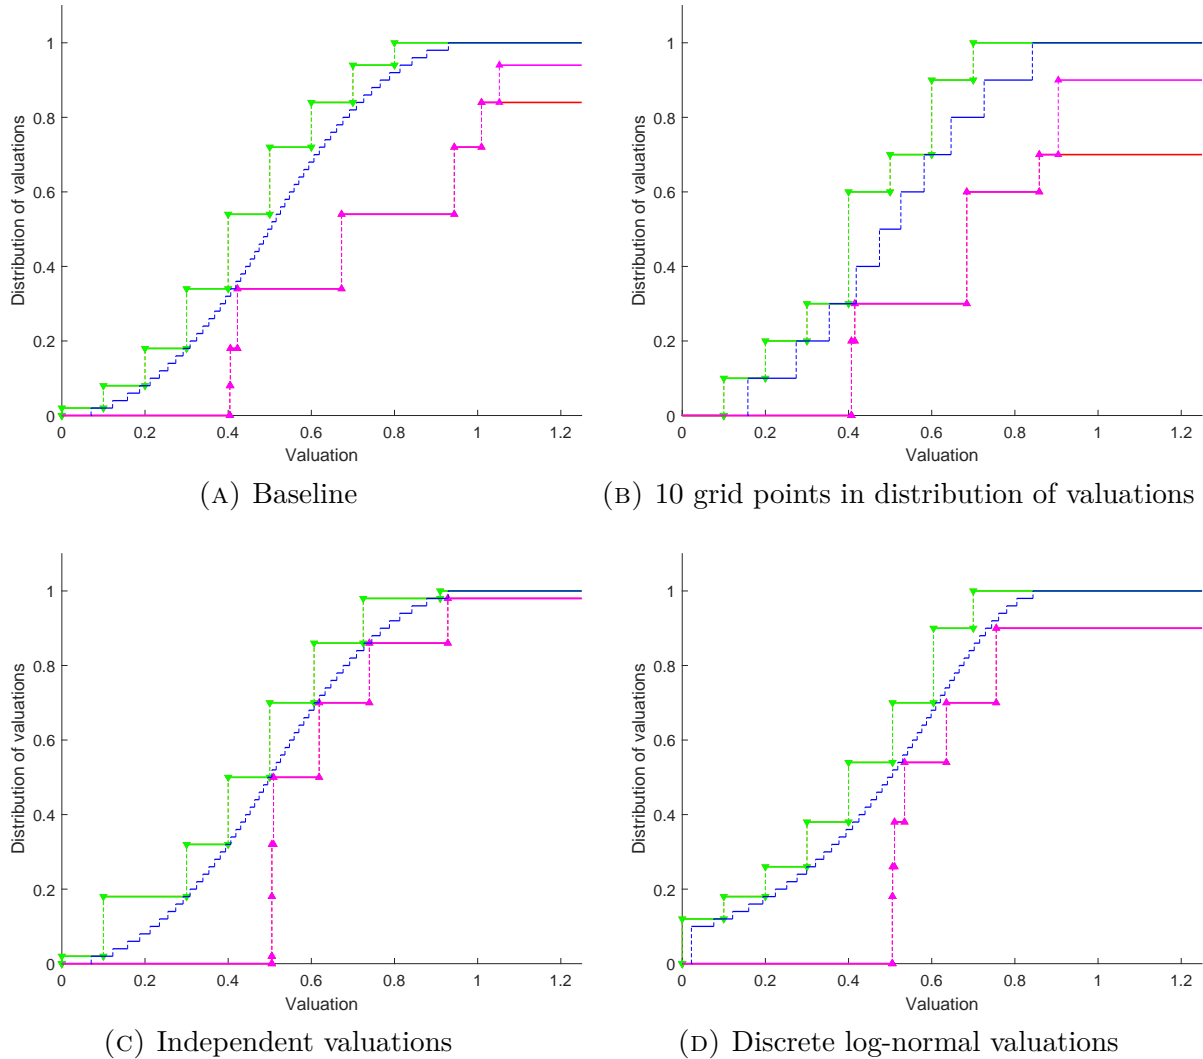 1
0.8
0.6
0.4
0.2
0
Distribution of valuations
0 0.2 0.4 0.6 0.8 1 1.2
Valuation
(A) Baseline
1
0.8
0.6
0.4
0.2
0
Distribution of valuations
0 0.2 0.4 0.6 0.8 1 1.2
Valuation
(B) 10 grid points in distribution of valuations
1
0.8
0.6
0.4
0.2
0
Distribution of valuations
0 0.2 0.4 0.6 0.8 1 1.2
Valuation
(C) Independent valuations
1
0.8
0.6
0.4
0.2
0
Distribution of valuations
0 0.2 0.4 0.6 0.8 1 1.2
Valuation
(D) Discrete log-normal valuations